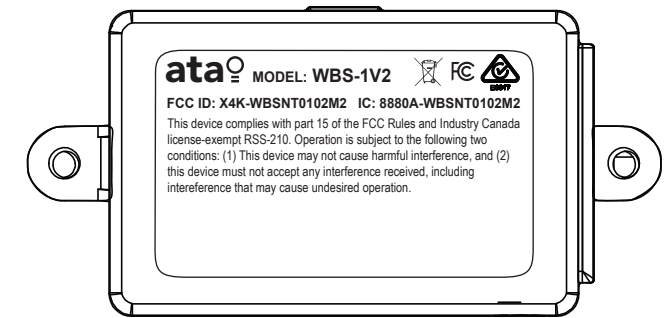 ata MODEL: WBS-1V2 FC
FCC ID: X4K-WBSNT0102M2 IC: 8880A-WBSNT0102M2
This device complies with part 15 of the FCC Rules and Industry Canada
license-exempt RSS-210. Operation is subject to the following two
conditions: (1) This device may not cause harmful interference, and (2)
this device must not accept any interference received, including
intereference that may cause undesired operation.